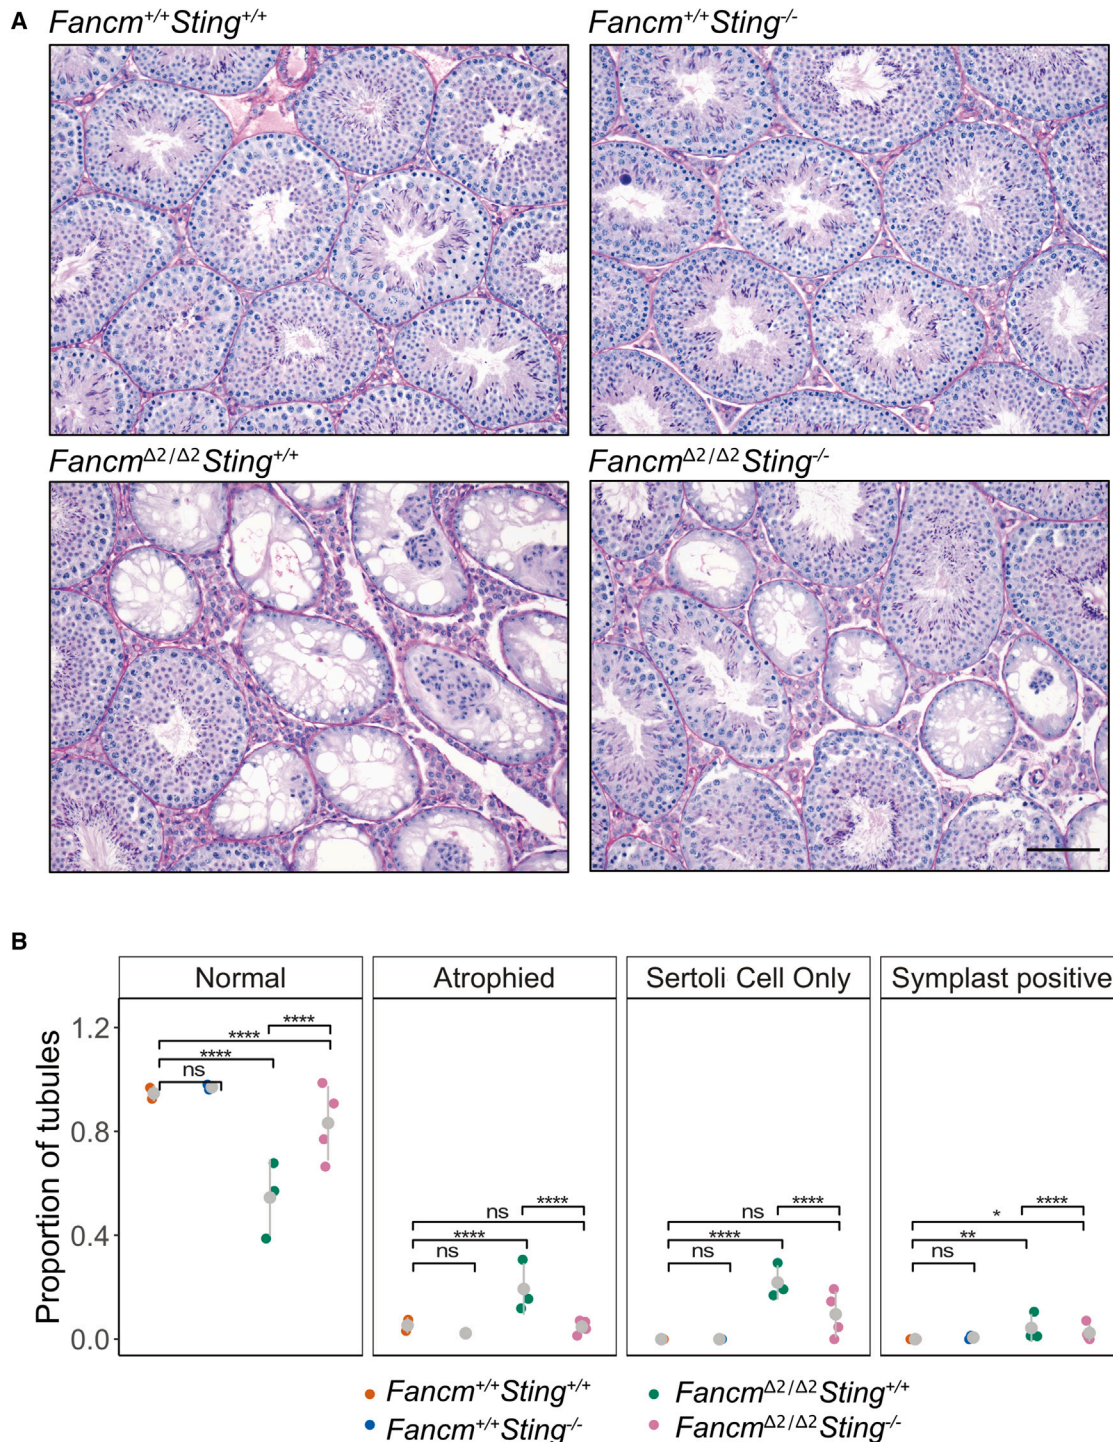 A
Fancm+/+Sting+/+
Fancm+/+Sting-/-
FancmΔ2/Δ2Sting+/+
FancmΔ2/Δ2Sting-/-
B
Normal
Atrophied
Sertoli Cell Only
Symplast positive
Proportion of tubules
1.2
0.8
0.4
0.0
****
****
****
ns
****
ns
****
ns
****
ns
****
ns
****
*
**
ns
Fancm+/+Sting+/+
FancmΔ2/Δ2Sting+/+
Fancm+/+Sting-/-
FancmΔ2/Δ2Sting-/-